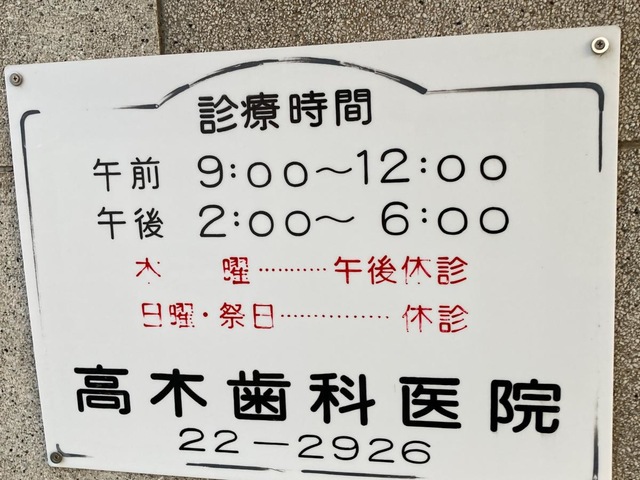 診療時間
午前 9:00〜12:00
午後 2:00〜 6:00
木 曜………午後休診
日曜・祭日…………休診
高木歯科医院
22-2926